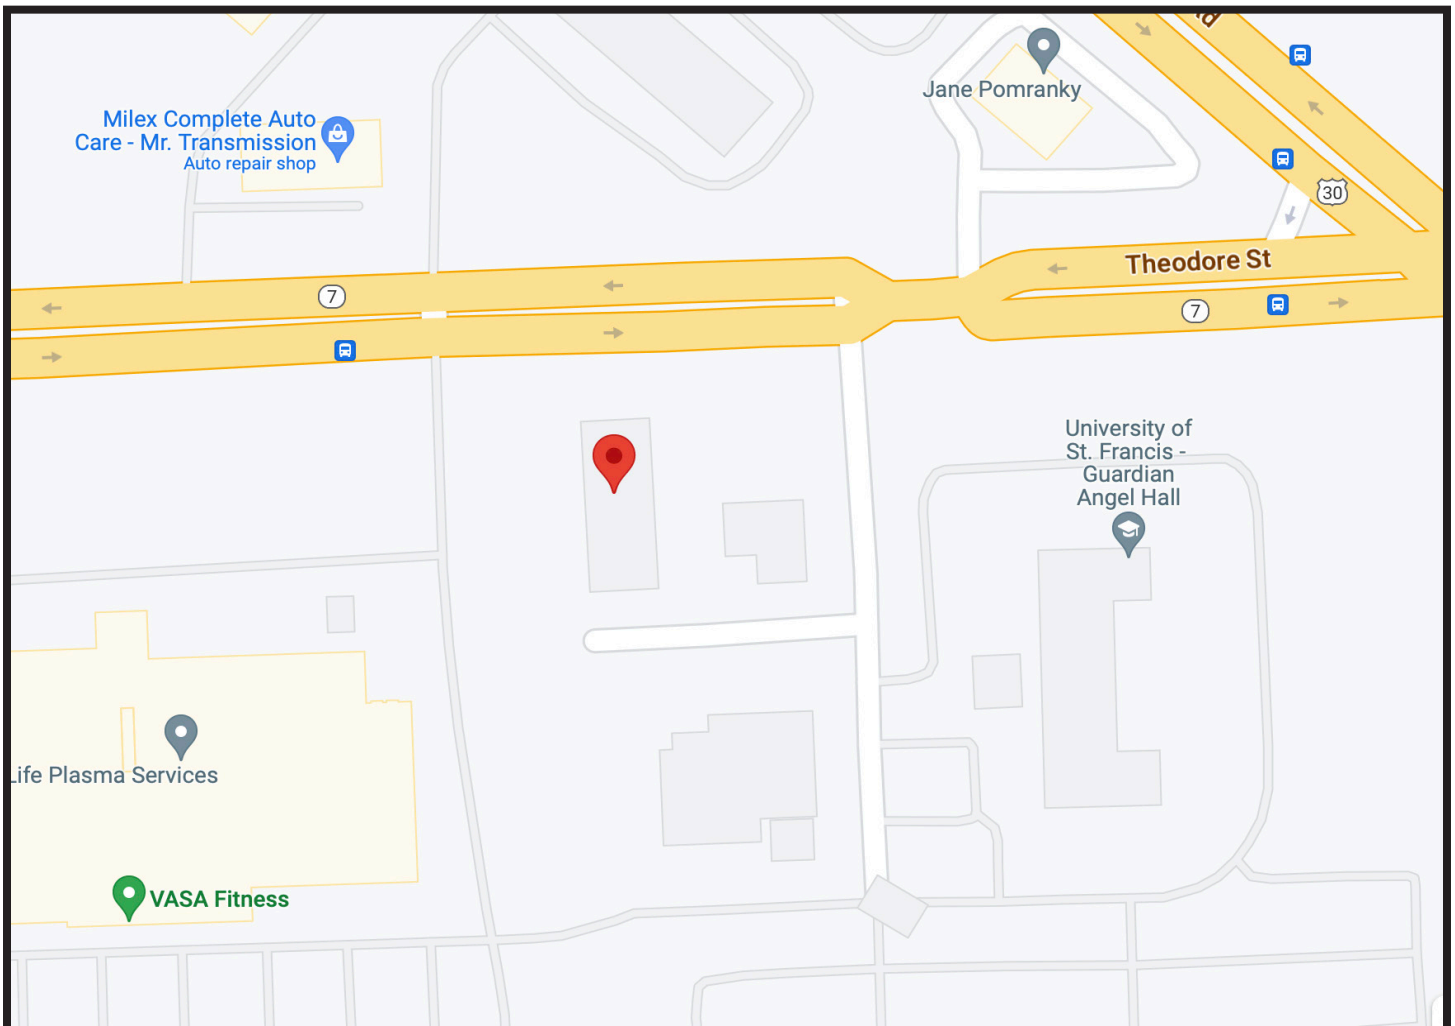 Jane Pomranky
Milex Complete Auto
Care - Mr. Transmission
Auto repair shop
30
Theodore St
7
7
University of
St. Francis -
Guardian
Angel Hall
Life Plasma Services
VASA Fitness